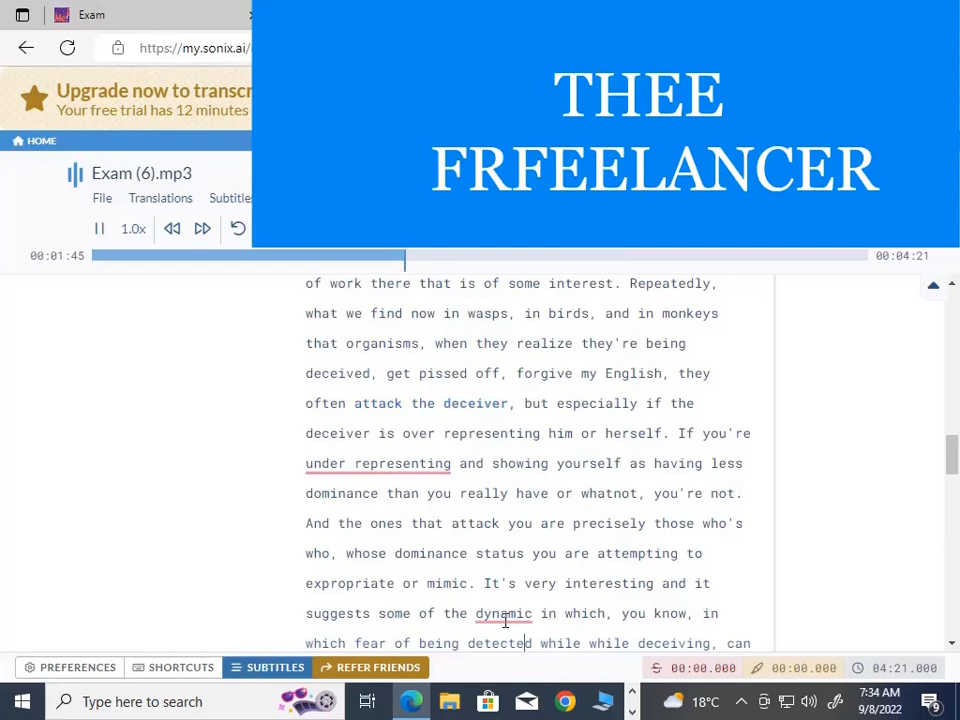 Exam
https://my.sonix.ai/
Upgrade now to transcr
Your free trial has 12 minutes
THEE
FRFEELANCER
HOME
Exam (6).mp3
File Translations Subtitles
1.0x
00:01:45
00:04:21
of work there that is of some interest. Repeatedly,
what we find now in wasps, in birds, and in monkeys
that organisms, when they realize they're being
deceived, get pissed off, forgive my English, they
often attack the deceiver, but especially if the
deceiver is over representing him or herself. If you're
under representing and showing yourself as having less
dominance than you really have or whatnot, you're not.
And the ones that attack you are precisely those who's
who, whose dominance status you are attempting to
expropriate or mimic. It's very interesting and it
suggests some of the dynamic in which, you know, in
which fear of being detected while while deceiving, can
PREFERENCES SHORTCUTS SUBTITLES REFER FRIENDS 00:00.000 00:00.000 04:21.000
Type here to search
18°C
7:34 AM
9/8/2022
9